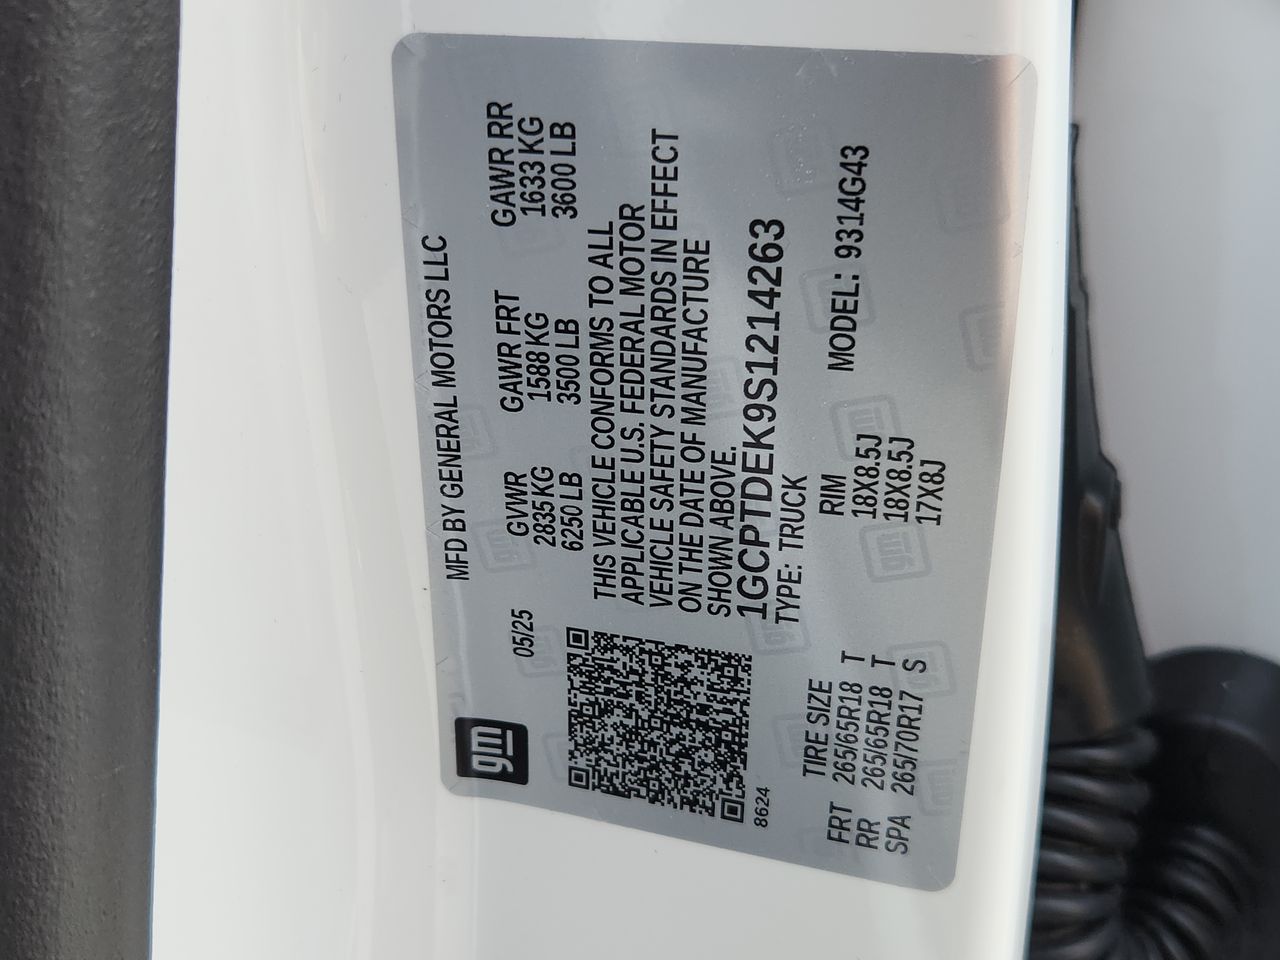 MFD BY GENERAL MOTORS LLC
gm
05/25
GVWR GAWR FRT GAWR RR
2835 KG 1588 KG 1633 KG
6250 LB 3500 LB 3600 LB
THIS VEHICLE CONFORMS TO ALL
APPLICABLE U.S. FEDERAL MOTOR
VEHICLE SAFETY STANDARDS IN EFFECT
ON THE DATE OF MANUFACTURE
SHOWN ABOVE.
1GCPTDEK9S1214263
TYPE: TRUCK
8624
MODEL: 9314G43
TIRE SIZE RIM
FRT 265/65R18 T 18X8.5J
RR 265/65R18 T 18X8.5J
SPA 265/70R17 S 17X8J